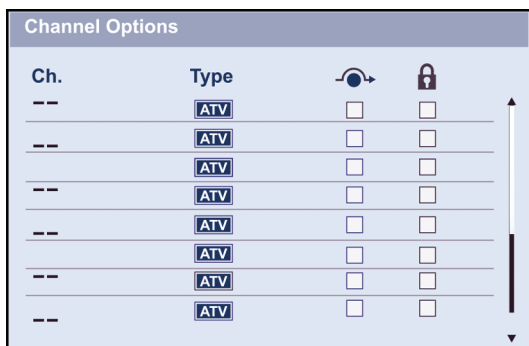 Channel Options
Ch. Type
-- ATV
-- ATV
ATV
-- ATV
-- ATV
ATV
-- ATV
-- ATV